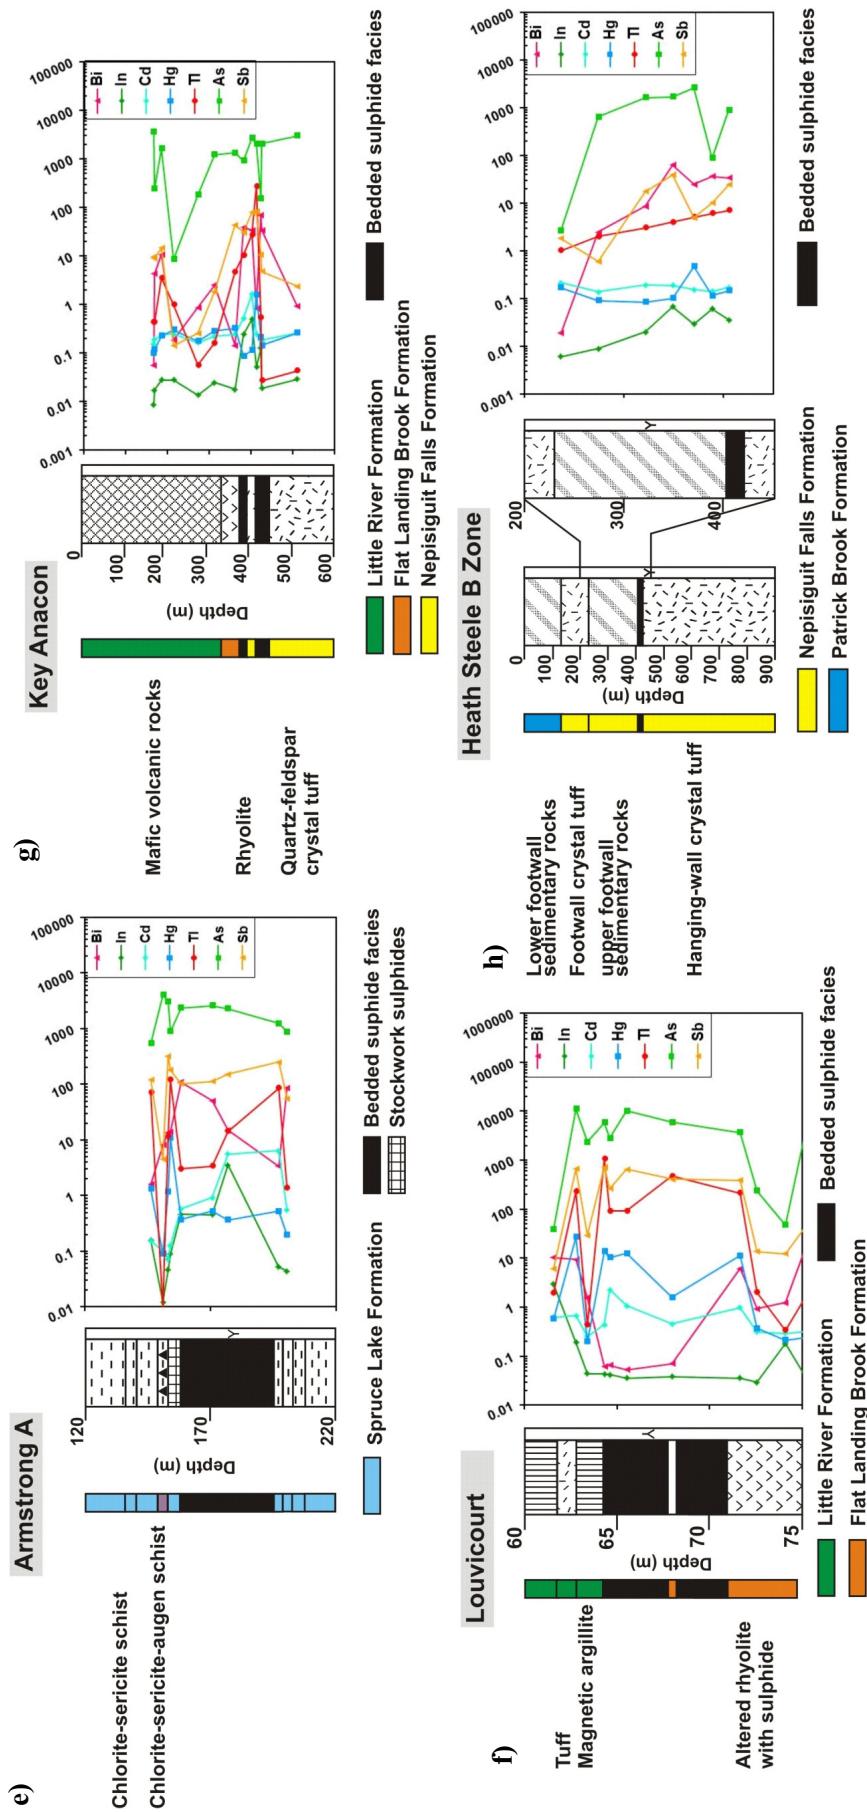 e)
Armstrong A
Chlorite-sericite schist
Chlorite-sericite-augen schist
120
170
220
Depth (m)
Y
0.01
0.1
1
10
100
1000
10000
100000
Bi
In
Cd
Hg
Tl
As
Sb
Spruce Lake Formation
Bedded suphide facies
Stockwork sulphides
g)
Key Anacon
Mafic volcanic rocks
Rhyolite
Quartz-feldspar
crystal tuff
0
100
200
300
400
500
600
Depth (m)
0.001
0.01
0.1
1
10
100
1000
10000
100000
Bi
In
Cd
Hg
Tl
As
Sb
Little River Formation
Flat Landing Brook Formation
Nepisiguit Falls Formation
Bedded sulphide facies
f)
Louvicourt
Tuff
Magnetic argillite
Altered rhyolite
with sulphide
60
65
70
75
Depth (m)
Y
0.01
0.1
1
10
100
1000
10000
100000
1000000
Bi
In
Cd
Hg
Tl
As
Sb
Little River Formation
Flat Landing Brook Formation
Bedded sulphide facies
h)
Heath Steele B Zone
Lower footwall
sedimentary rocks
Footwall crystal tuff
upper footwall
sedimentary rocks
Hanging-wall crystal tuff
0
100
200
300
400
500
600
700
800
900
Depth (m)
Y
200
300
400
Y
0.001
0.01
0.1
1
10
100
1000
10000
100000
Bi
In
Cd
Hg
Tl
As
Sb
Nepisiguit Falls Formation
Patrick Brook Formation
Bedded sulphide facies